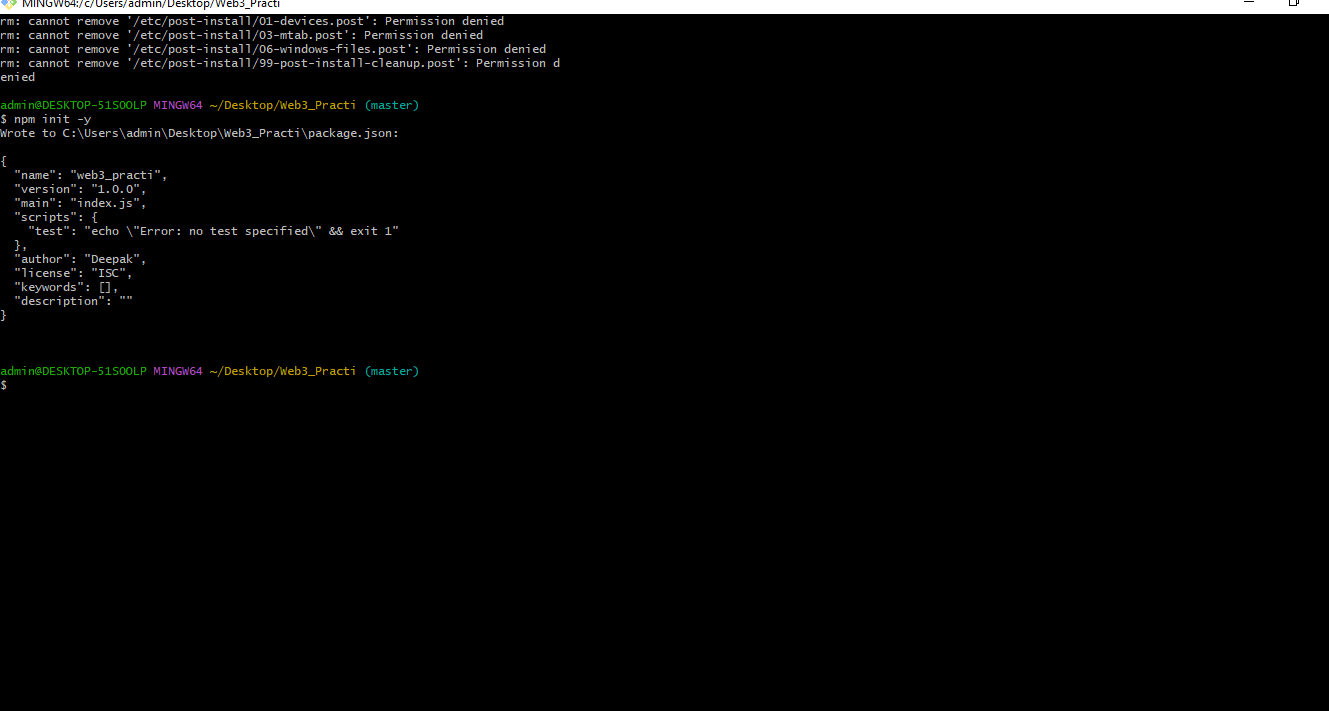 MINGW64:/c/Users/admin/Desktop/Web3_Practi
rm: cannot remove '/etc/post-install/01-devices.post': Permission denied
rm: cannot remove '/etc/post-install/03-mtab.post': Permission denied
rm: cannot remove '/etc/post-install/06-windows-files.post': Permission denied
rm: cannot remove '/etc/post-install/99-post-install-cleanup.post': Permission d
enied
admin@DESKTOP-51SOOLP MINGW64 ~/Desktop/Web3_Practi (master)
$ npm init -y
Wrote to C:\Users\admin\Desktop\Web3_Practi\package.json:
{
  "name": "web3_practi",
  "version": "1.0.0",
  "main": "index.js",
  "scripts": {
    "test": "echo \"Error: no test specified\" && exit 1"
  },
  "author": "Deepak",
  "license": "ISC",
  "keywords": [],
  "description": ""
}
admin@DESKTOP-51SOOLP MINGW64 ~/Desktop/Web3_Practi (master)
$